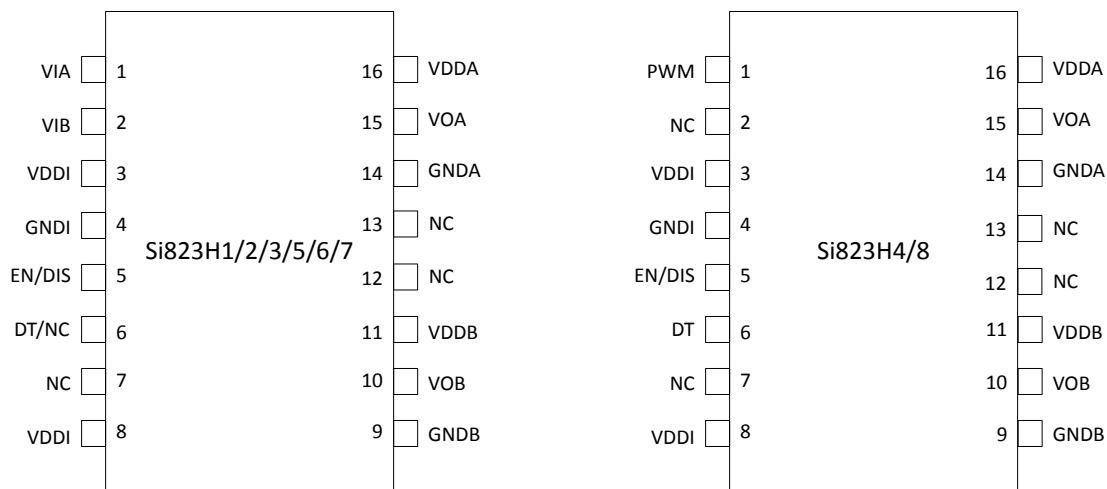 VIA 1 16 VDDA
VIB 2 15 VOA
VDDI 3 14 GNDA
GNDI 4 13 NC
Si823H1/2/3/5/6/7
EN/DIS 5 12 NC
DT/NC 6 11 VDDB
NC 7 10 VOB
VDDI 8 9 GNDB
PWM 1 16 VDDA
NC 2 15 VOA
VDDI 3 14 GNDA
GNDI 4 13 NC
Si823H4/8
EN/DIS 5 12 NC
DT 6 11 VDDB
NC 7 10 VOB
VDDI 8 9 GNDB